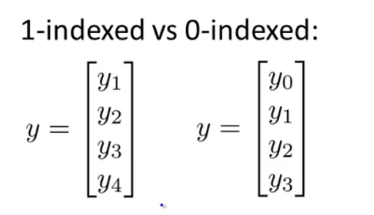 1-indexed vs 0-indexed:
y = [y₁ y₂ y₃ y₄]
y = [y₀ y₁ y₂ y₃]